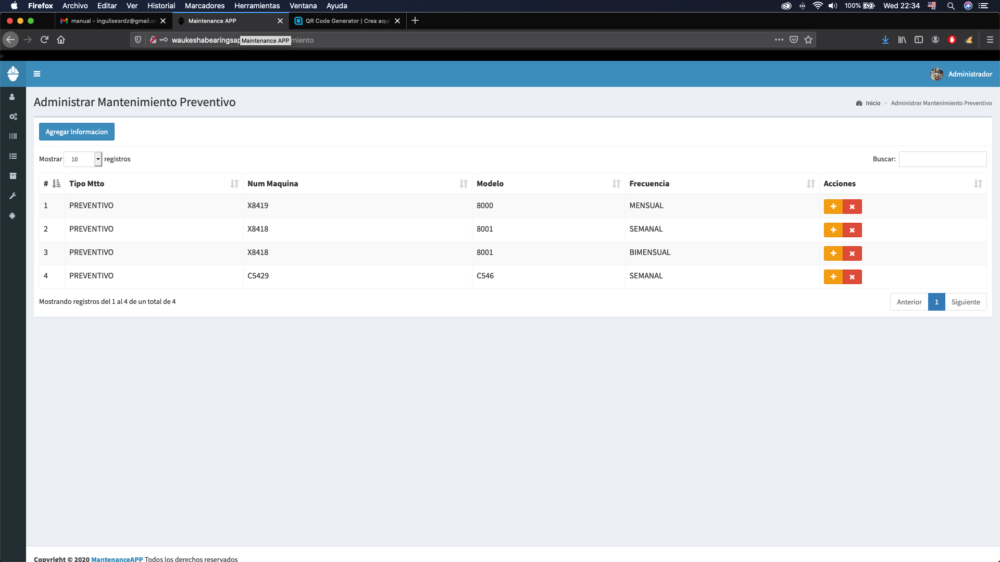 Firefox Archivo Editar Ver Historial Marcadores Herramientas Ventana Ayuda 100% Wed 22:34
manual - ingulisesrdz@gmail.co Maintenance APP QR Code Generator | Crea aquí
waukeshabearingsap Maintenance APP miento
e
Administrador
Administrar Mantenimiento Preventivo
Inicio > Administrar Mantenimiento Preventivo
Agregar Informacion
Mostrar 10 registros Buscar:
# Tipo Mtto Num Maquina Modelo Frecuencia Acciones
1 PREVENTIVO X8419 8000 MENSUAL
2 PREVENTIVO X8418 8001 SEMANAL
3 PREVENTIVO X8418 8001 BIMENSUAL
4 PREVENTIVO C5429 C546 SEMANAL
Mostrando registros del 1 al 4 de un total de 4 Anterior 1 Siguiente
Copyright © 2020 MantenanceAPP Todos los derechos reservados